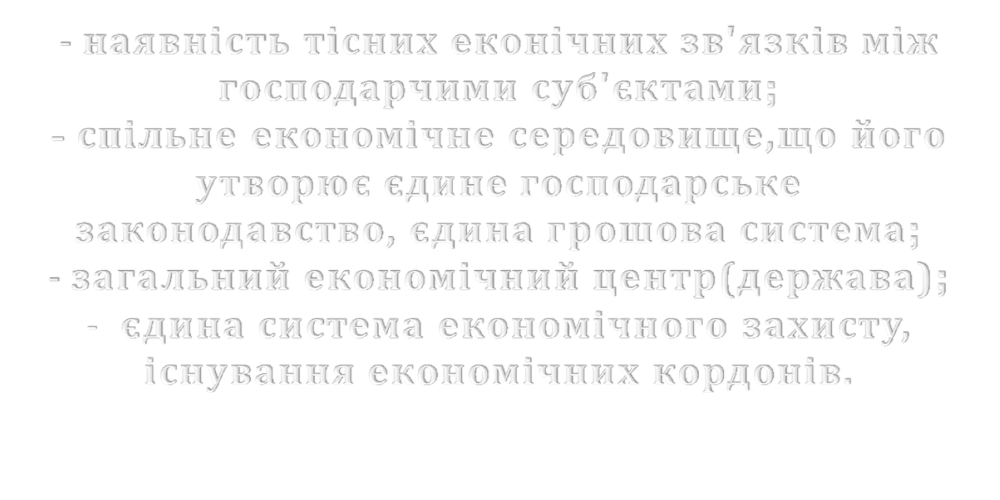 - наявність тісних еконічних зв'язків між
господарчими суб'єктами;
- спільне економічне середовище,що його
утворює єдине господарське
законодавство, єдина грошова система;
- загальний економічний центр(держава);
-  єдина система економічного захисту,
існування економічних кордонів.